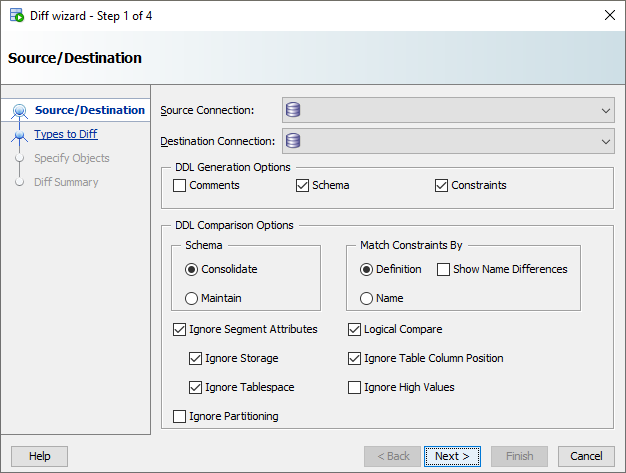 Diff wizard - Step 1 of 4
Source/Destination
Source/Destination
Types to Diff
Specify Objects
Diff Summary
Source Connection:
Destination Connection:
DDL Generation Options
Comments Schema Constraints
DDL Comparison Options
Schema
Consolidate
Maintain
Match Constraints By
Definition Show Name Differences
Name
Ignore Segment Attributes Logical Compare
Ignore Storage Ignore Table Column Position
Ignore Tablespace Ignore High Values
Ignore Partitioning
Help < Back Next > Finish Cancel